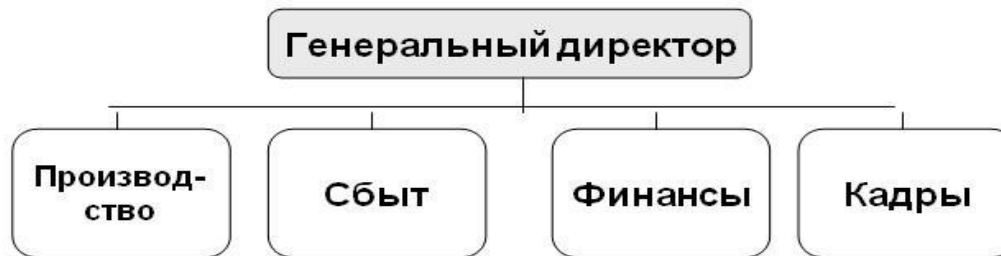 Генеральный директор
Производ-
ство
Сбыт
Финансы
Кадры